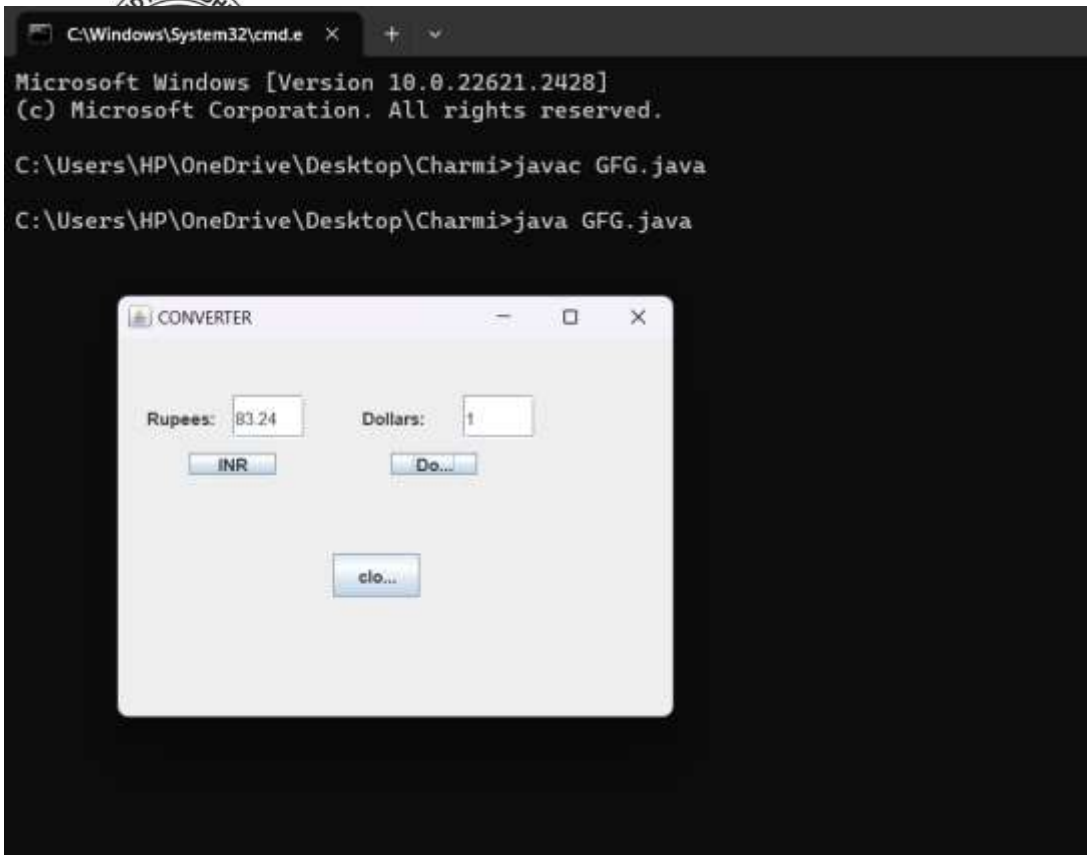 C:\Windows\System32\cmd.e
Microsoft Windows [Version 10.0.22621.2428]
(c) Microsoft Corporation. All rights reserved.
C:\Users\HP\OneDrive\Desktop\Charmi>javac GFG.java
C:\Users\HP\OneDrive\Desktop\Charmi>java GFG.java
CONVERTER
Rupees: 83.24 Dollars: 1
INR Do...
clo...